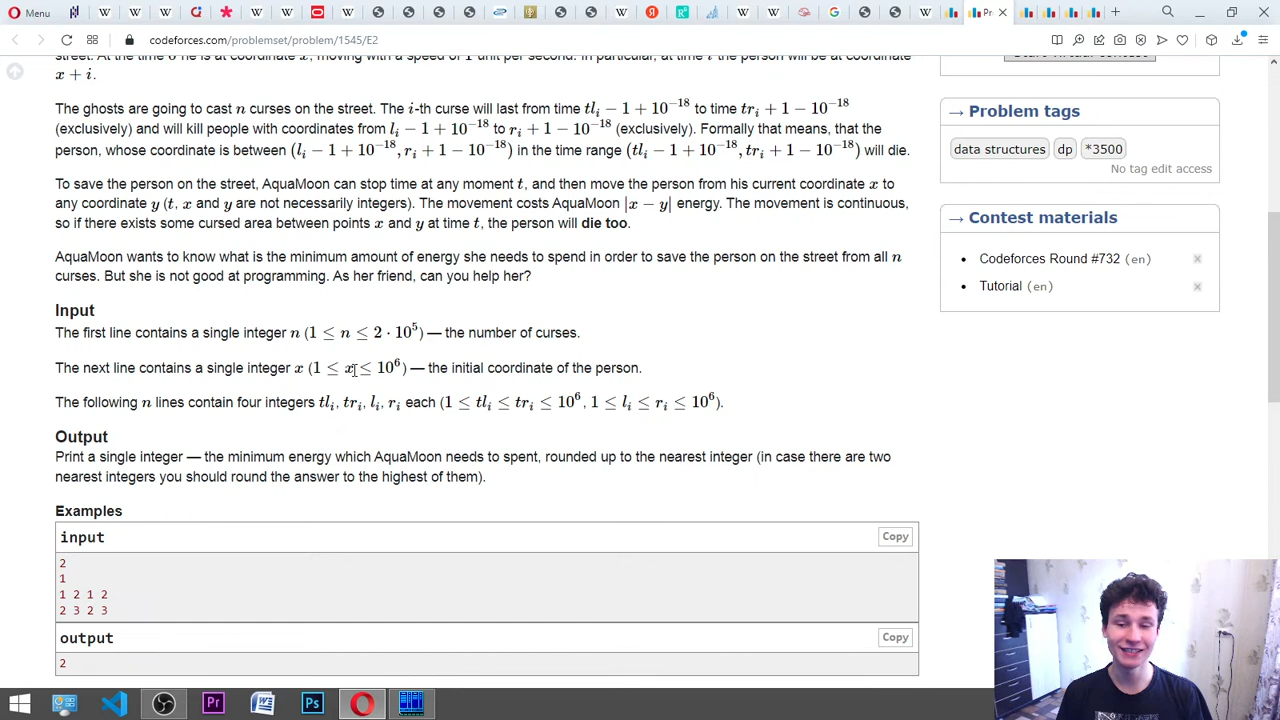 Menu
Pr
codeforces.com/problemset/problem/1545/E2
x + i.
The ghosts are going to cast n curses on the street. The i-th curse will last from time tl_i − 1 + 10^−18 to time tr_i + 1 − 10^−18
(exclusively) and will kill people with coordinates from l_i − 1 + 10^−18 to r_i + 1 − 10^−18 (exclusively). Formally that means, that the
person, whose coordinate is between (l_i − 1 + 10^−18, r_i + 1 − 10^−18) in the time range (tl_i − 1 + 10^−18, tr_i + 1 − 10^−18) will die.
To save the person on the street, AquaMoon can stop time at any moment t, and then move the person from his current coordinate x to
any coordinate y (t, x and y are not necessarily integers). The movement costs AquaMoon |x − y| energy. The movement is continuous,
so if there exists some cursed area between points x and y at time t, the person will die too.
AquaMoon wants to know what is the minimum amount of energy she needs to spend in order to save the person on the street from all n
curses. But she is not good at programming. As her friend, can you help her?
Input
The first line contains a single integer n (1 ≤ n ≤ 2 · 10^5) — the number of curses.
The next line contains a single integer x (1 ≤ x ≤ 10^6) — the initial coordinate of the person.
The following n lines contain four integers tl_i, tr_i, l_i, r_i each (1 ≤ tl_i ≤ tr_i ≤ 10^6, 1 ≤ l_i ≤ r_i ≤ 10^6).
Output
Print a single integer — the minimum energy which AquaMoon needs to spent, rounded up to the nearest integer (in case there are two
nearest integers you should round the answer to the highest of them).
Examples
input
Copy
2
1
1 2 1 2
2 3 2 3
output
Copy
2
→ Problem tags
data structures dp *3500
No tag edit access
→ Contest materials
Codeforces Round #732 (en)
Tutorial (en)